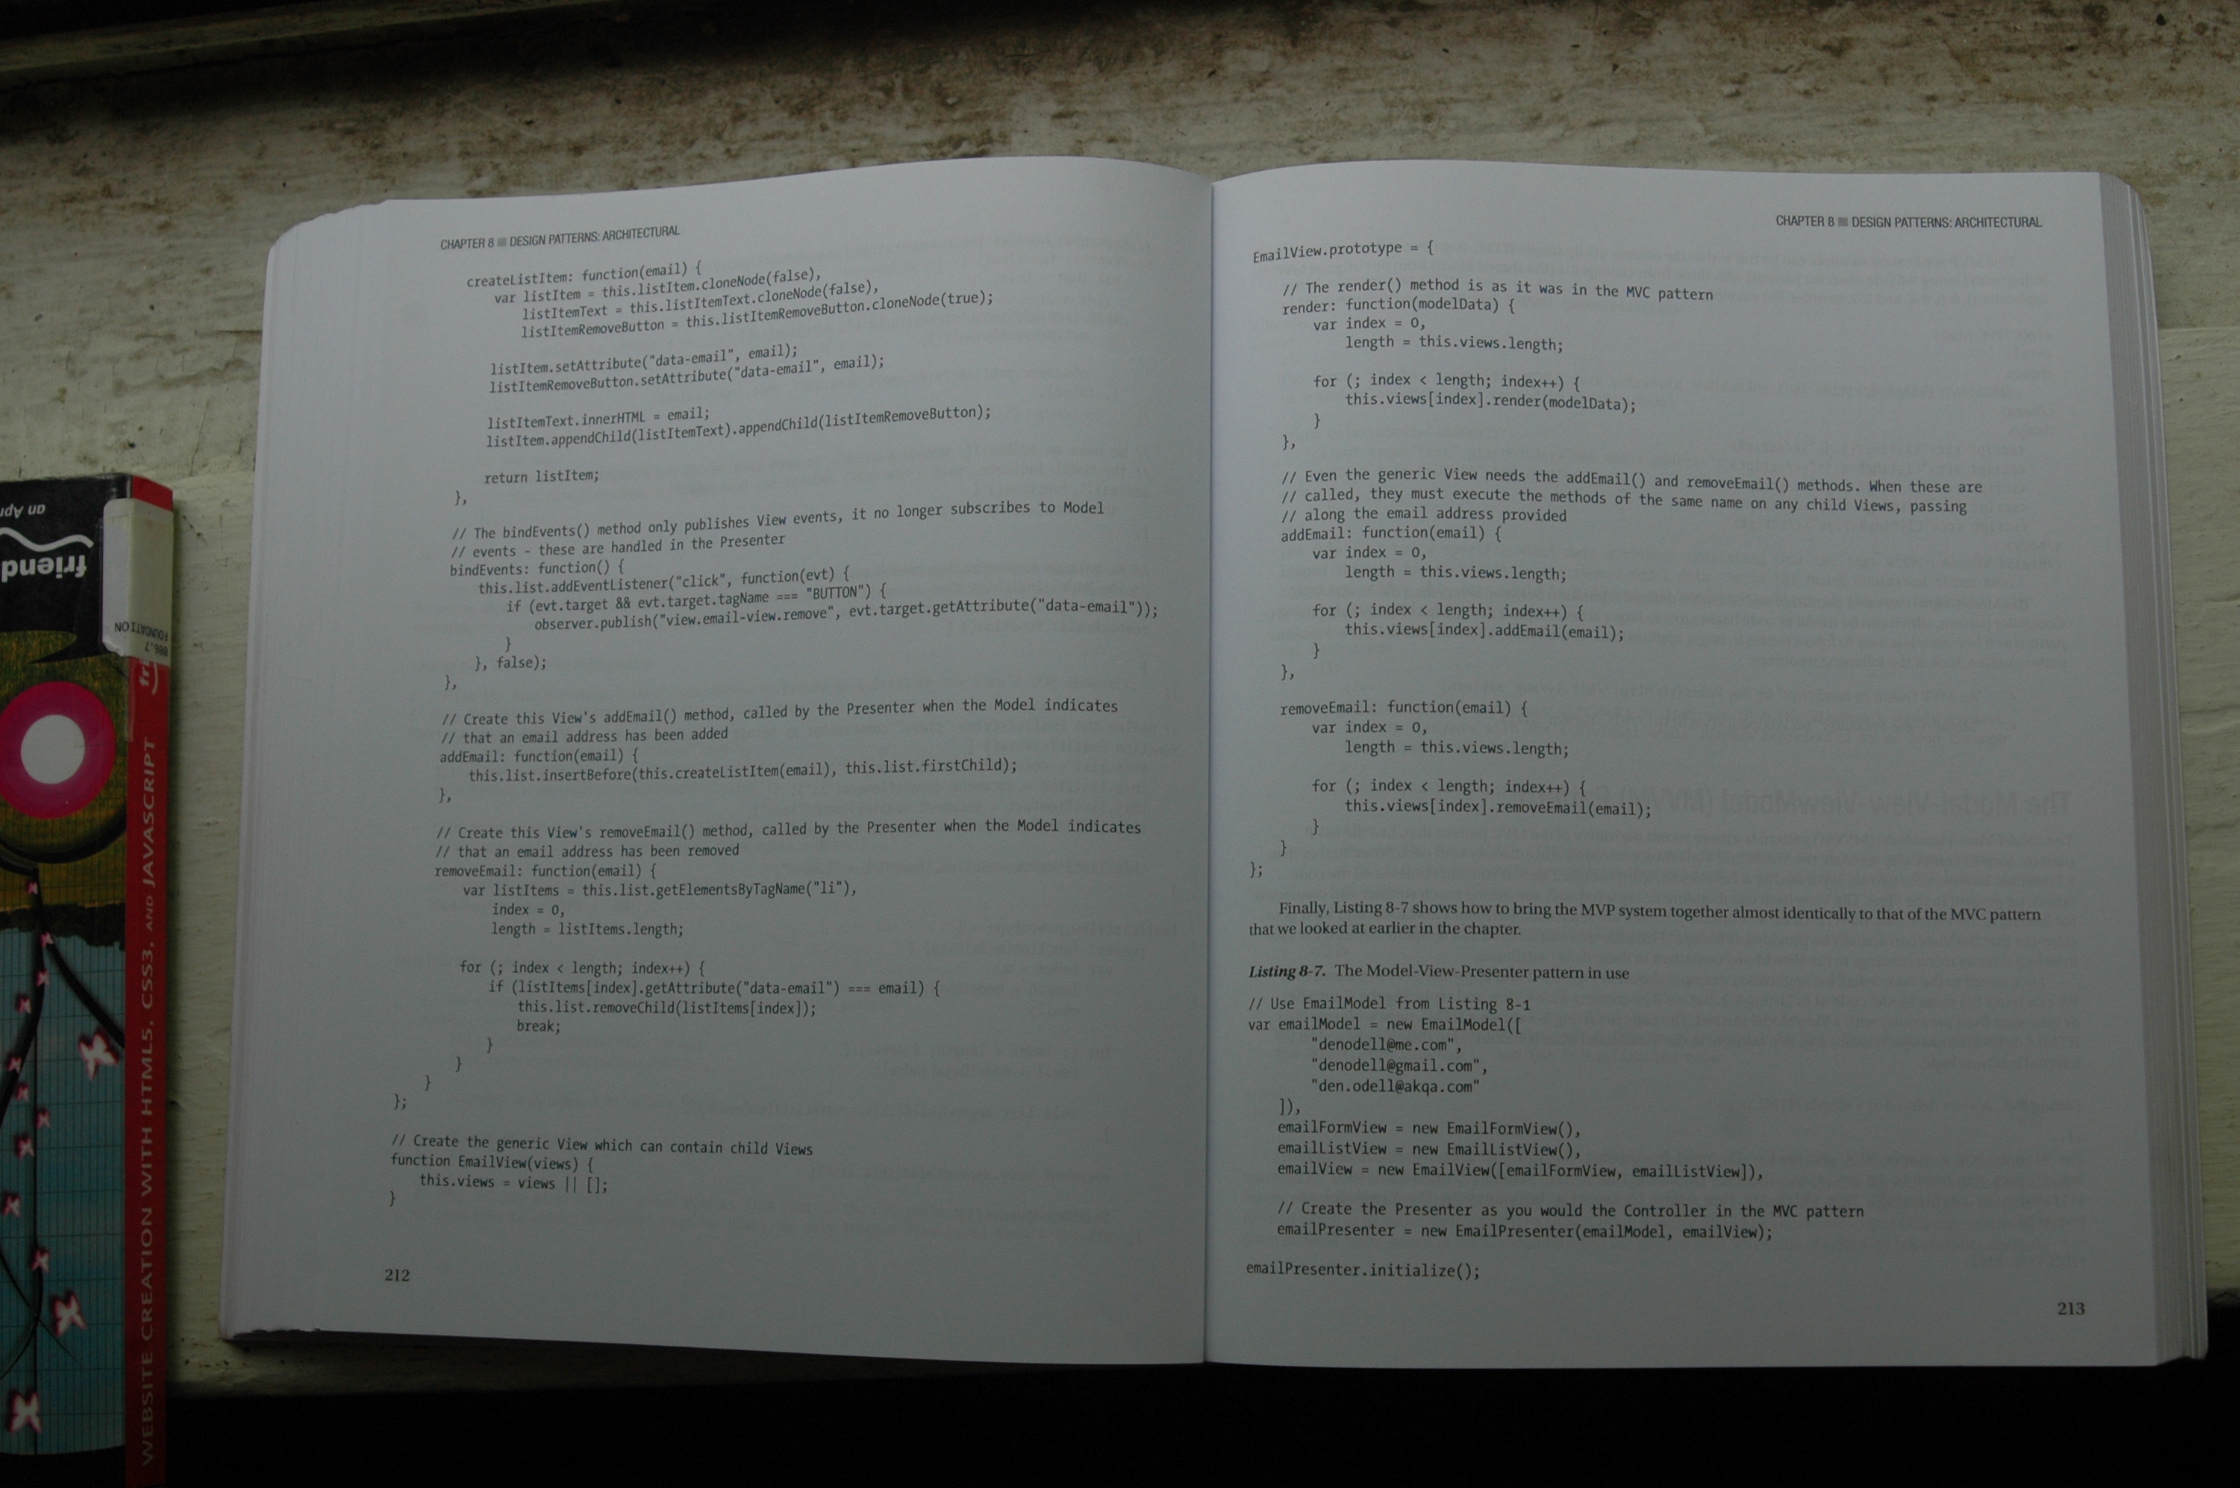 CHAPTER 8 ■ DESIGN PATTERNS: ARCHITECTURAL
createListItem: function(email) {
var listItem = this.listItem.cloneNode(false),
listItemText = this.listItemText.cloneNode(false),
listItemRemoveButton = this.listItemRemoveButton.cloneNode(true);
listItem.setAttribute("data-email", email);
listItemRemoveButton.setAttribute("data-email", email);
listItemText.innerHTML = email;
listItem.appendChild(listItemText).appendChild(listItemRemoveButton);
return listItem;
},
// The bindEvents() method only publishes View events, it no longer subscribes to Model
// events - these are handled in the Presenter
bindEvents: function() {
this.list.addEventListener("click", function(evt) {
if (evt.target && evt.target.tagName === "BUTTON") {
observer.publish("view.email-view.remove", evt.target.getAttribute("data-email"));
}
}, false);
},
// Create this View's addEmail() method, called by the Presenter when the Model indicates
// that an email address has been added
addEmail: function(email) {
this.list.insertBefore(this.createListItem(email), this.list.firstChild);
},
// Create this View's removeEmail() method, called by the Presenter when the Model indicates
// that an email address has been removed
removeEmail: function(email) {
var listItems = this.list.getElementsByTagName("li"),
index = 0,
length = listItems.length;
for (; index < length; index++) {
if (listItems[index].getAttribute("data-email") === email) {
this.list.removeChild(listItems[index]);
break;
}
}
}
};
// Create the generic View which can contain child Views
function EmailView(views) {
this.views = views || [];
}
212
CHAPTER 8 ■ DESIGN PATTERNS: ARCHITECTURAL
EmailView.prototype = {
// The render() method is as it was in the MVC pattern
render: function(modelData) {
var index = 0,
length = this.views.length;
for (; index < length; index++) {
this.views[index].render(modelData);
}
},
// Even the generic View needs the addEmail() and removeEmail() methods. When these are
// called, they must execute the methods of the same name on any child Views, passing
// along the email address provided
addEmail: function(email) {
var index = 0,
length = this.views.length;
for (; index < length; index++) {
this.views[index].addEmail(email);
}
},
removeEmail: function(email) {
var index = 0,
length = this.views.length;
for (; index < length; index++) {
this.views[index].removeEmail(email);
}
}
};
Finally, Listing 8-7 shows how to bring the MVP system together almost identically to that of the MVC pattern
that we looked at earlier in the chapter.
Listing 8-7. The Model-View-Presenter pattern in use
// Use EmailModel from Listing 8-1
var emailModel = new EmailModel([
"denodell@me.com",
"denodell@gmail.com",
"den.odell@akqa.com"
]),
emailFormView = new EmailFormView(),
emailListView = new EmailListView(),
emailView = new EmailView([emailFormView, emailListView]),
// Create the Presenter as you would the Controller in the MVC pattern
emailPresenter = new EmailPresenter(emailModel, emailView);
emailPresenter.initialize();
213
WEBSITE CREATION WITH HTML5, CSS3, AND JAVASCRIPT
006.7
FOUNDATION
friend
an